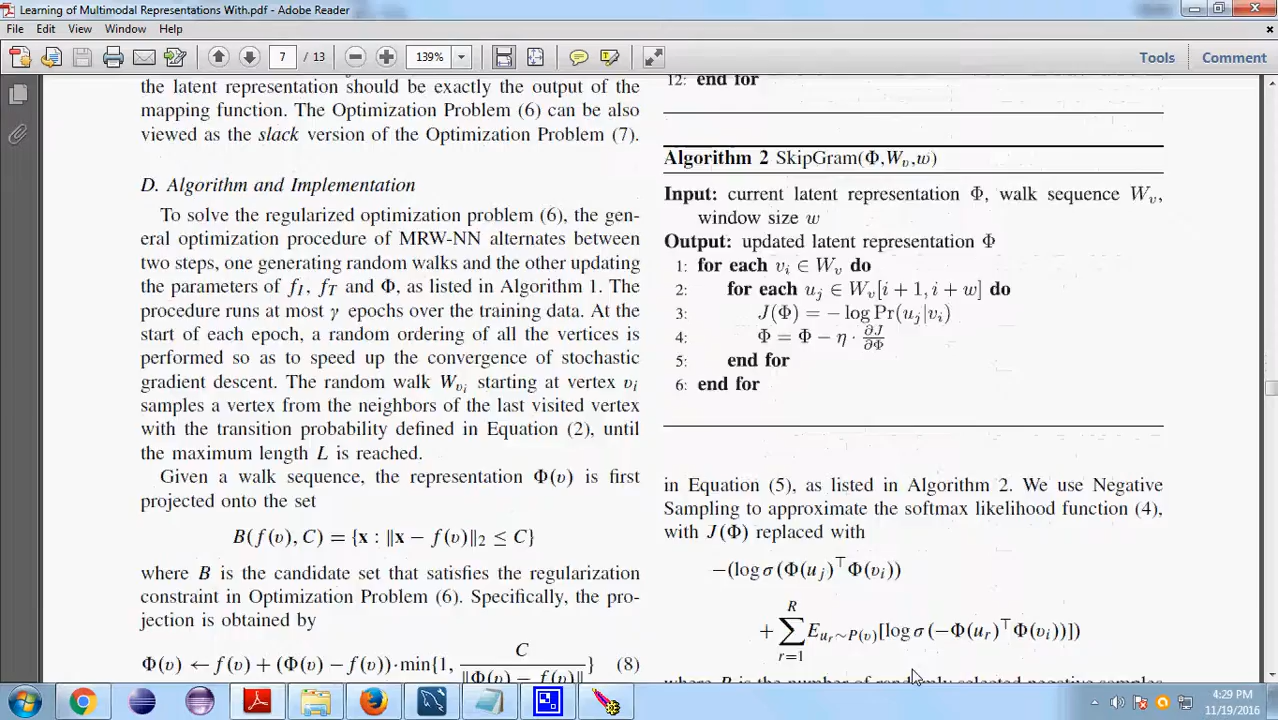 Learning of Multimodal Representations With.pdf - Adobe Reader
File Edit View Window Help
7 / 13 139% Tools Comment
the latent representation should be exactly the output of the
mapping function. The Optimization Problem (6) can be also
viewed as the slack version of the Optimization Problem (7).
D. Algorithm and Implementation
To solve the regularized optimization problem (6), the gen-
eral optimization procedure of MRW-NN alternates between
two steps, one generating random walks and the other updating
the parameters of f_I, f_T and Φ, as listed in Algorithm 1. The
procedure runs at most γ epochs over the training data. At the
start of each epoch, a random ordering of all the vertices is
performed so as to speed up the convergence of stochastic
gradient descent. The random walk W_{v_i} starting at vertex v_i
samples a vertex from the neighbors of the last visited vertex
with the transition probability defined in Equation (2), until
the maximum length L is reached.
Given a walk sequence, the representation Φ(v) is first
projected onto the set
B(f(v), C) = {x : ‖x − f(v)‖₂ ≤ C}
where B is the candidate set that satisfies the regularization
constraint in Optimization Problem (6). Specifically, the pro-
jection is obtained by
Φ(v) ← f(v) + (Φ(v) − f(v)) · min{1, C / ‖Φ(v) − f(v)‖} (8)
12: end for
Algorithm 2 SkipGram(Φ,W_v,w)
Input: current latent representation Φ, walk sequence W_v,
window size w
Output: updated latent representation Φ
1: for each v_i ∈ W_v do
2: for each u_j ∈ W_v[i + 1, i + w] do
3: J(Φ) = − log Pr(u_j|v_i)
4: Φ = Φ − η · ∂J/∂Φ
5: end for
6: end for
in Equation (5), as listed in Algorithm 2. We use Negative
Sampling to approximate the softmax likelihood function (4),
with J(Φ) replaced with
−(log σ(Φ(u_j)^⊤Φ(v_i))
+ ∑_{r=1}^{R} E_{u_r∼P(v)}[log σ(−Φ(u_r)^⊤Φ(v_i))])
where R is the number of randomly selected negative samples
4:29 PM
11/19/2016